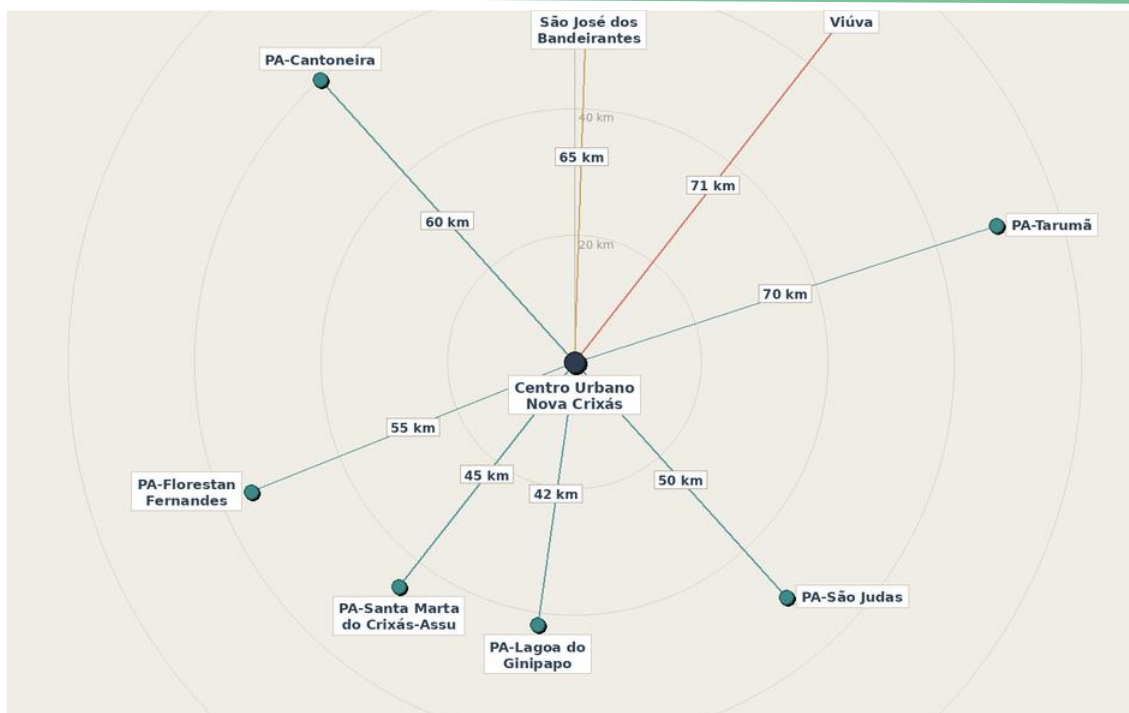 São José dos
Bandeirantes
Viúva
PA-Cantoneira
40 km
65 km
71 km
60 km
PA-Tarumã
20 km
70 km
Centro Urbano
Nova Crixás
55 km
45 km
50 km
42 km
PA-Florestan
Fernandes
PA-São Judas
PA-Santa Marta
do Crixás-Assu
PA-Lagoa do
Ginipapo